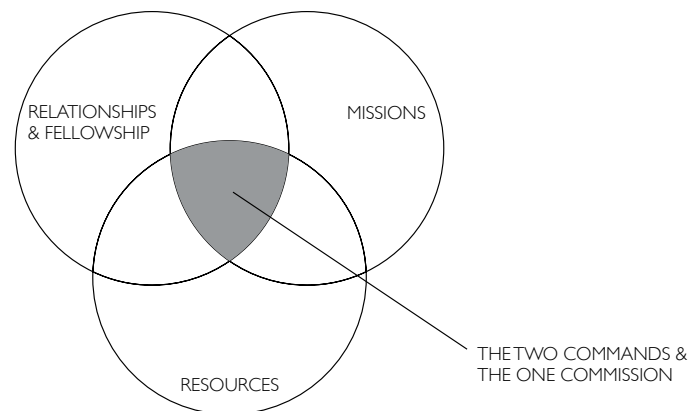 RELATIONSHIPS
& FELLOWSHIP
MISSIONS
RESOURCES
THE TWO COMMANDS &
THE ONE COMMISSION